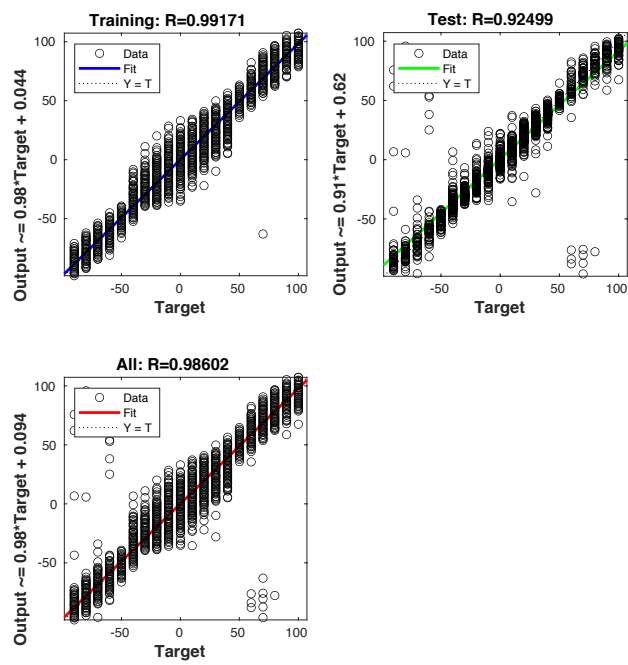 Training: R=0.99171
Output ~= 0.98*Target + 0.044
100
50
0
-50
Data
Fit
Y = T
-50
0
50
100
Target
Test: R=0.92499
Output ~= 0.91*Target + 0.62
100
50
0
-50
Data
Fit
Y = T
-50
0
50
100
Target
All: R=0.98602
Output ~= 0.98*Target + 0.094
100
50
0
-50
Data
Fit
Y = T
-50
0
50
100
Target